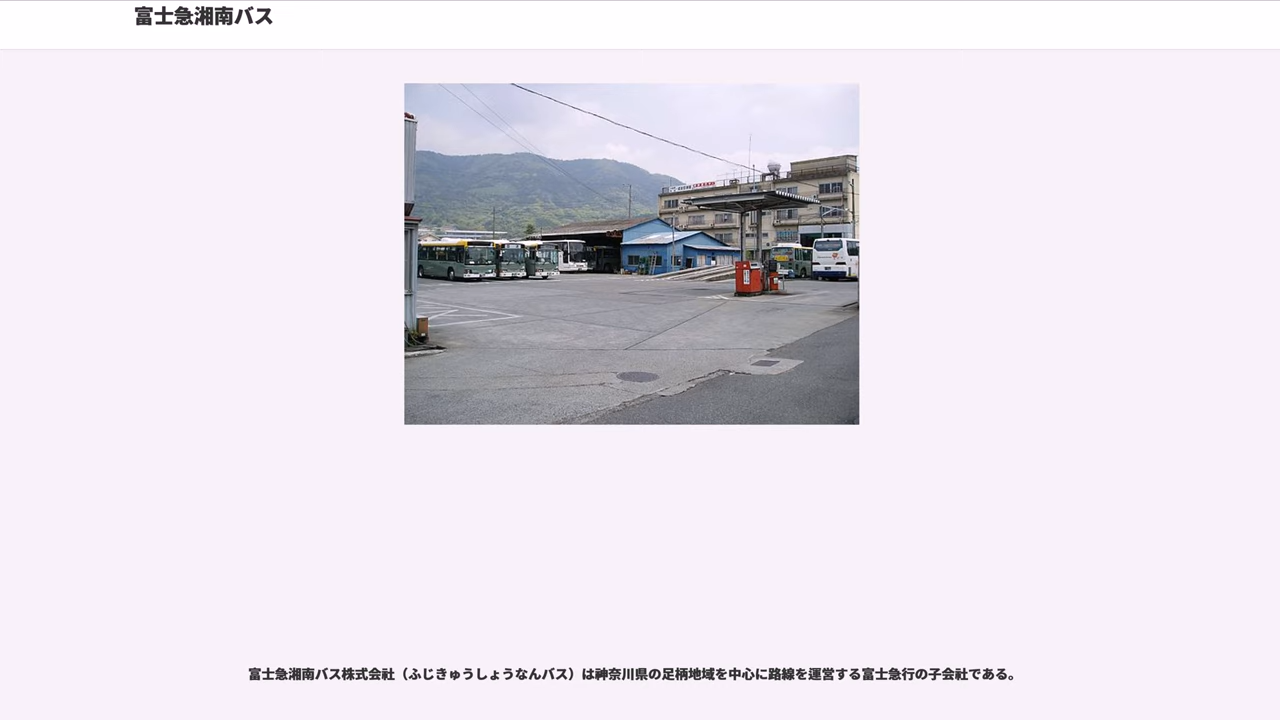 富士急湘南バス
富士急湘南バス株式会社（ふじきゅうしょうなんバス）は神奈川県の足柄地域を中心に路線を運営する富士急行の子会社である。